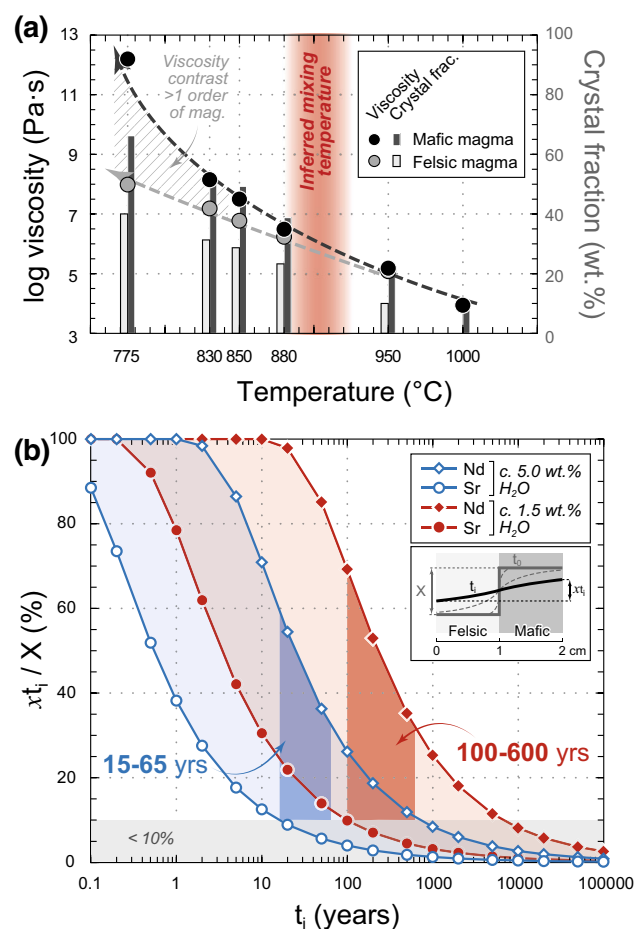 (a)
13
11
9
7
5
3
log viscosity (Pa·s)
Viscosity
contrast
>1 order
of mag.
Inferred mixing
temperature
Viscosity
Crystal frac.
Mafic magma
Felsic magma
100
80
60
40
20
10
0
Crystal fraction (wt.%)
775
830
850
880
950
1000
Temperature (°C)
(b)
100
80
60
40
20
0
xti / X (%)
Nd
Sr
c. 5.0 wt.%
H2O
Nd
Sr
c. 1.5 wt.%
H2O
X
t0
ti
xti
Felsic
Mafic
0
1
2 cm
15-65 yrs
100-600 yrs
< 10%
0.1
1
10
100
1000
10000
100000
ti (years)